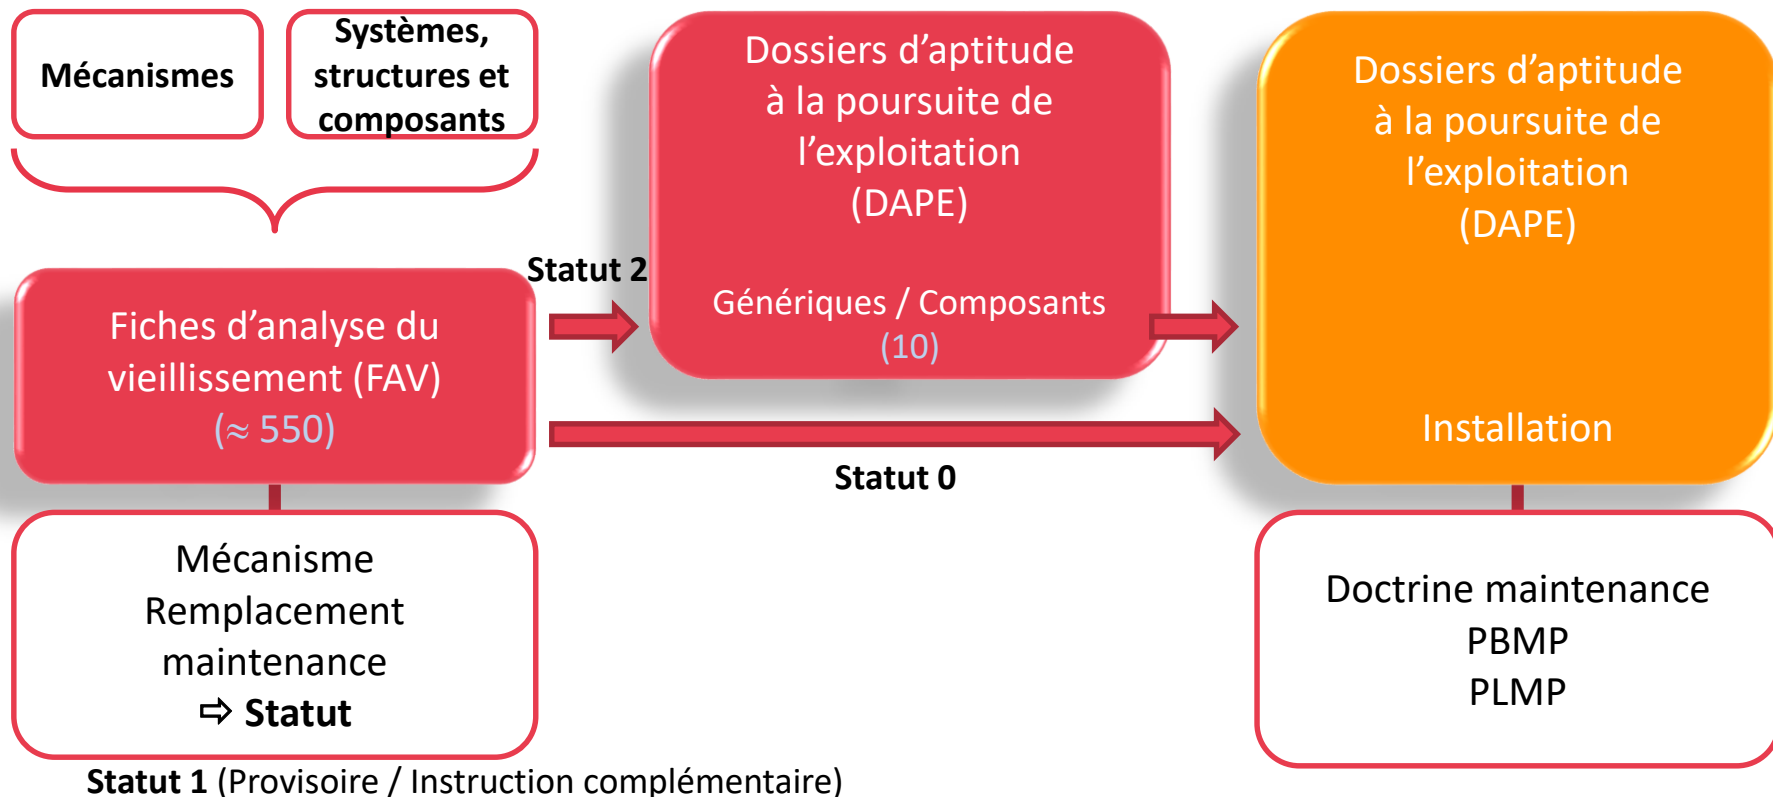 Mécanismes
Systèmes,
structures et
composants
Fiches d’analyse du
vieillissement (FAV)
(≈ 550)
Mécanisme
Remplacement
maintenance
⇨ Statut
Statut 1 (Provisoire / Instruction complémentaire)
Statut 2
Statut 0
Dossiers d’aptitude
à la poursuite de
l’exploitation
(DAPE)
Génériques / Composants
(10)
Dossiers d’aptitude
à la poursuite de
l’exploitation
(DAPE)
Installation
Doctrine maintenance
PBMP
PLMP